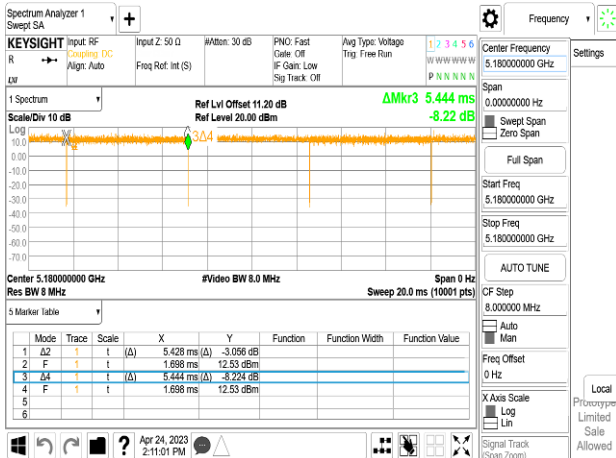 Spectrum Analyzer 1
Swept SA
+
Frequency
Settings
KEYSIGHT
R
Input: RF
Coupling: DC
Align: Auto
Input Z: 50 Ω
Freq Ref: Int (S)
#Atten: 30 dB
PNO: Fast
Gate: Off
IF Gain: Low
Sig Track: Off
Avg Type: Voltage
Trig: Free Run
1 2 3 4 5 6
W W W W W W
P N N N N N
1 Spectrum
Scale/Div 10 dB
Ref Lvl Offset 11.20 dB
Ref Level 20.00 dBm
ΔMkr3 5.444 ms
-8.22 dB
Log
10.0
0.00
-10.0
-20.0
-30.0
-40.0
-50.0
-60.0
-70.0
3Δ4
Center 5.180000000 GHz
Res BW 8 MHz
#Video BW 8.0 MHz
Span 0 Hz
Sweep 20.0 ms (10001 pts)
5 Marker Table
Mode Trace Scale X Y Function Function Width Function Value
1 Δ2 1 t (Δ) 5.428 ms (Δ) -3.056 dB
2 F 1 t 1.698 ms 12.53 dBm
3 Δ4 1 t (Δ) 5.444 ms (Δ) -8.224 dB
4 F 1 t 1.698 ms 12.53 dBm
5
6
Apr 24, 2023
2:11:01 PM
?
Center Frequency
5.180000000 GHz
Span
0.00000000 Hz
Swept Span
Zero Span
Full Span
Start Freq
5.180000000 GHz
Stop Freq
5.180000000 GHz
AUTO TUNE
CF Step
8.000000 MHz
Auto
Man
Freq Offset
0 Hz
X Axis Scale
Log
Lin
Signal Track
(Span Zoom)
Local
Prototype
Limited
Sale
Allowed